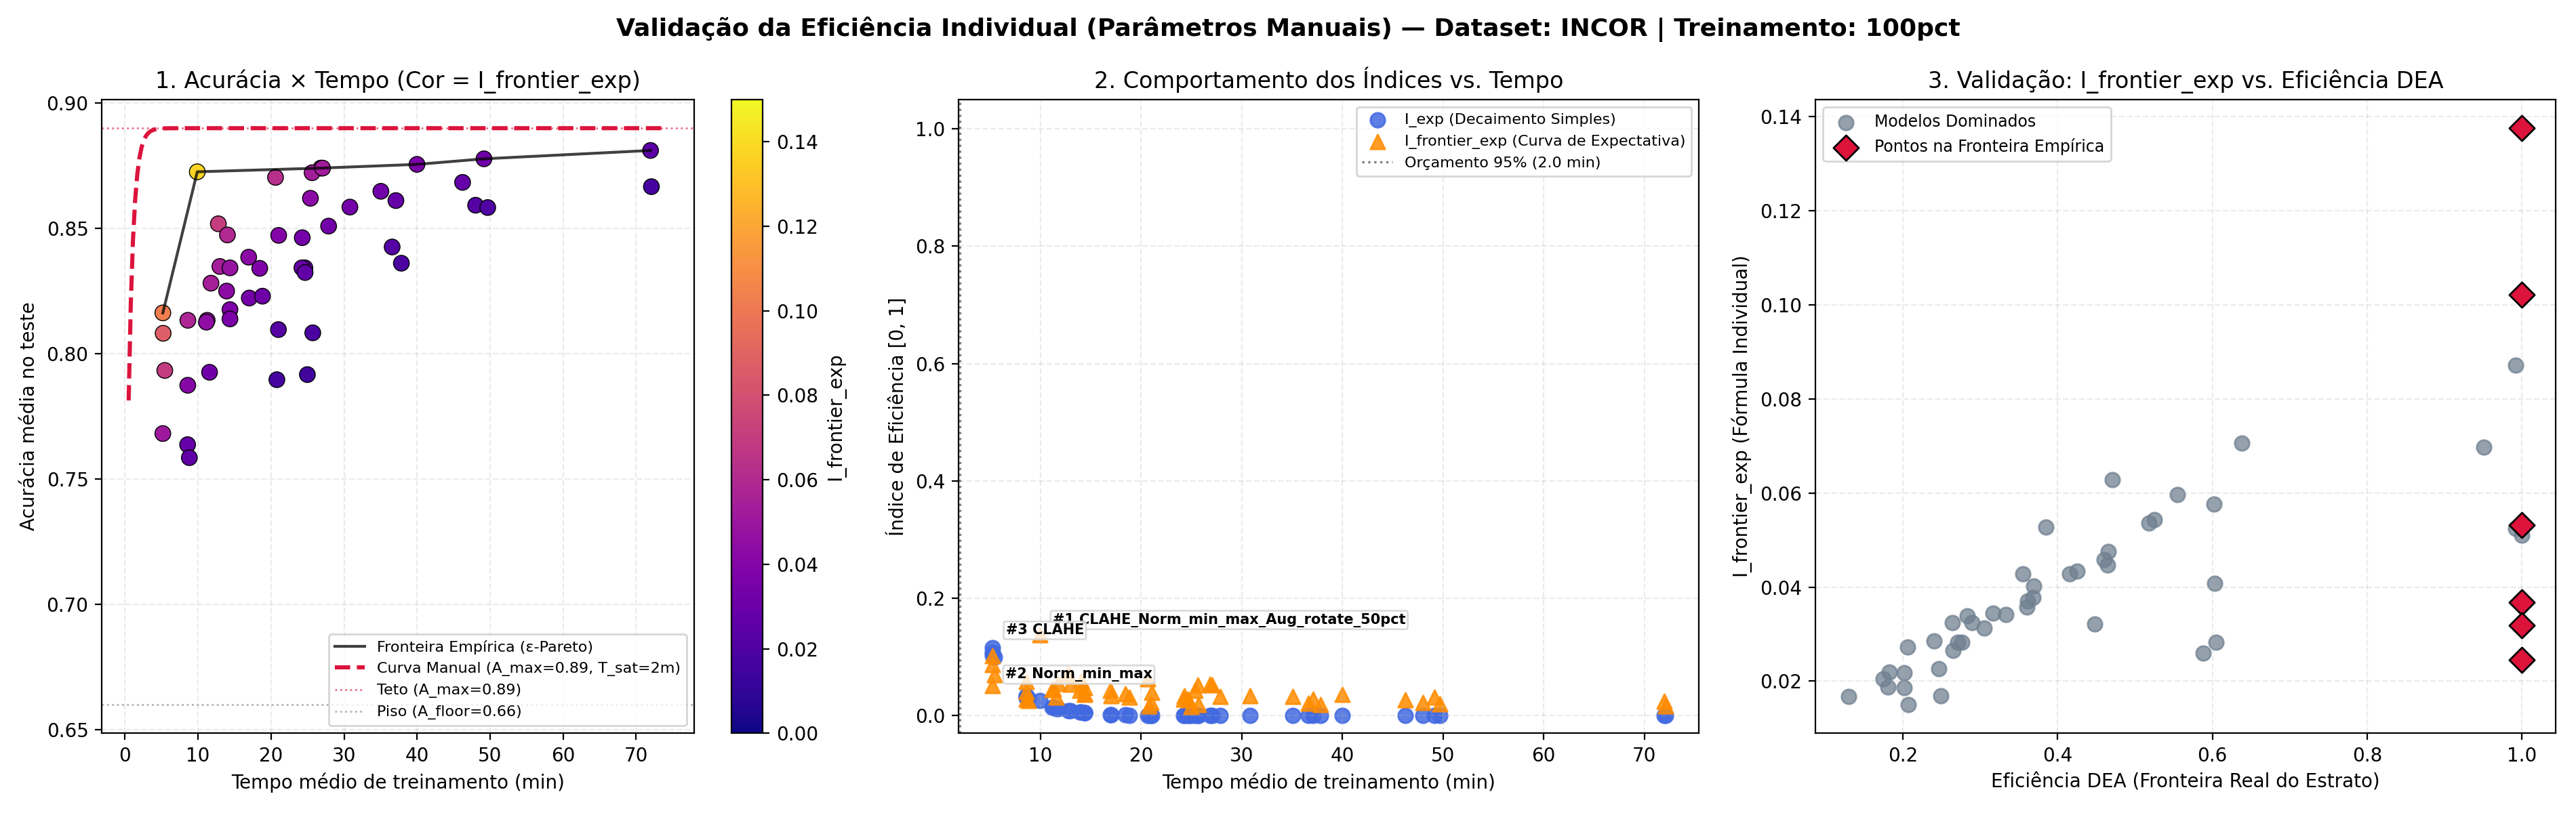 Validação da Eficiência Individual (Parâmetros Manuais) — Dataset: INCOR | Treinamento: 100pct
1. Acurácia × Tempo (Cor = I_frontier_exp)
Acurácia média no teste
0.90
0.85
0.80
0.75
0.70
0.65
Fronteira Empírica (ε-Pareto)
Curva Manual (A_max=0.89, T_sat=2m)
Teto (A_max=0.89)
Piso (A_floor=0.66)
0 10 20 30 40 50 60 70
Tempo médio de treinamento (min)
0.14
0.12
0.10
0.08
0.06
0.04
0.02
0.00
I_frontier_exp
2. Comportamento dos Índices vs. Tempo
Índice de Eficiência [0, 1]
1.0
0.8
0.6
0.4
0.2
0.0
I_exp (Decaimento Simples)
I_frontier_exp (Curva de Expectativa)
Orçamento 95% (2.0 min)
#1 CLAHE_Norm_min_max_Aug_rotate_50pct
#3 CLAHE
#2 Norm_min_max
10 20 30 40 50 60 70
Tempo médio de treinamento (min)
3. Validação: I_frontier_exp vs. Eficiência DEA
I_frontier_exp (Fórmula Individual)
0.14
0.12
0.10
0.08
0.06
0.04
0.02
Modelos Dominados
Pontos na Fronteira Empírica
0.2 0.4 0.6 0.8 1.0
Eficiência DEA (Fronteira Real do Estrato)